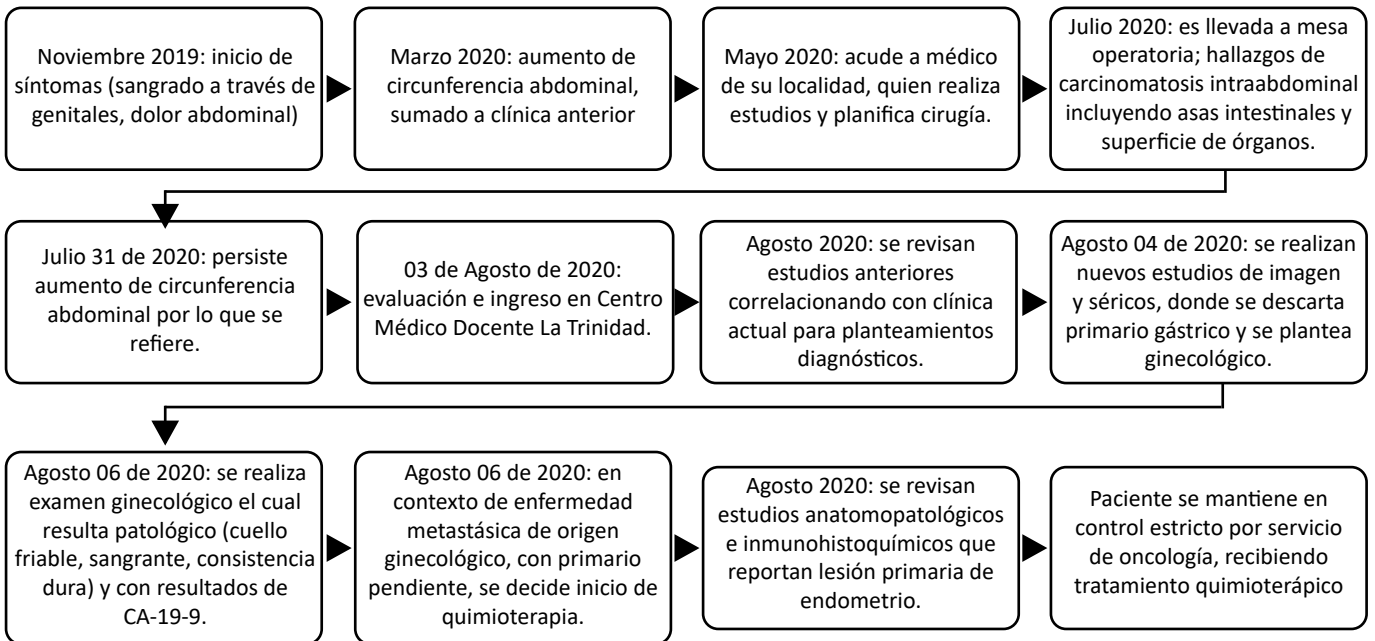 Noviembre 2019: inicio de
síntomas (sangrado a través de
genitales, dolor abdominal)
Marzo 2020: aumento de
circunferencia abdominal,
sumado a clínica anterior
Mayo 2020: acude a médico
de su localidad, quien realiza
estudios y planifica cirugía.
Julio 2020: es llevada a mesa
operatoria; hallazgos de
carcinomatosis intraabdominal
incluyendo asas intestinales y
superficie de órganos.
Julio 31 de 2020: persiste
aumento de circunferencia
abdominal por lo que se
refiere.
03 de Agosto de 2020:
evaluación e ingreso en Centro
Médico Docente La Trinidad.
Agosto 2020: se revisan
estudios anteriores
correlacionando con clínica
actual para planteamientos
diagnósticos.
Agosto 04 de 2020: se realizan
nuevos estudios de imagen
y séricos, donde se descarta
primario gástrico y se plantea
ginecológico.
Agosto 06 de 2020: se realiza
examen ginecológico el cual
resulta patológico (cuello
friable, sangrante, consistencia
dura) y con resultados de
CA-19-9.
Agosto 06 de 2020: en
contexto de enfermedad
metastásica de origen
ginecológico, con primario
pendiente, se decide inicio de
quimioterapia.
Agosto 2020: se revisan
estudios anatomopatológicos
e inmunohistoquímicos que
reportan lesión primaria de
endometrio.
Paciente se mantiene en
control estricto por servicio
de oncología, recibiendo
tratamiento quimioterápico